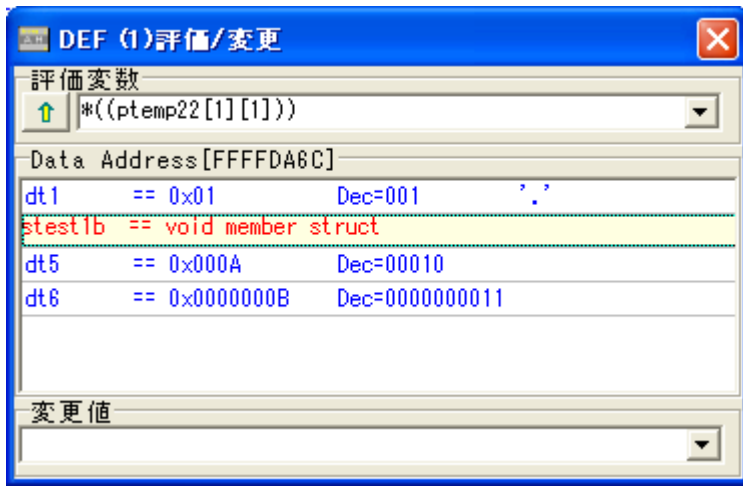 DEF (1)評価/変更
評価変数
*((ptemp22[1][1]))
Data Address[FFFFDA6C]
dt1 == 0x01 Dec=001 '.'
stest1b == void member struct
dt5 == 0x000A Dec=00010
dt6 == 0x0000000B Dec=0000000011
変更値